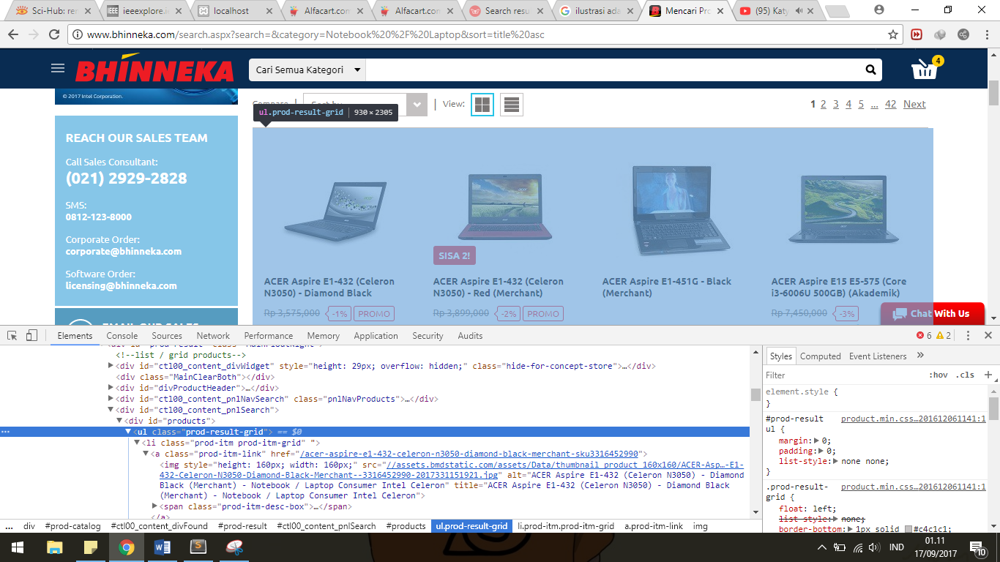 Sci-Hub: ren
ieeexplore.ie
localhost
Alfacart.com
Alfacart.com
Search resu
ilustrasi ada
Mencari Pro
(95) Katy
www.bhinneka.com/search.aspx?search=&category=Notebook%20%2F%20Laptop&sort=title%20asc
BHINNEKA
Cari Semua Kategori
4
© 2017 Intel Corporation.
Compare | Sort by | View:
1 2 3 4 5 ... 42 Next
ul.prod-result-grid | 930 × 2305
REACH OUR SALES TEAM
Call Sales Consultant:
(021) 2929-2828
SMS:
0812-123-8000
Corporate Order:
corporate@bhinneka.com
Software Order:
licensing@bhinneka.com
EMAIL OUR SALES
SISA 2!
ACER Aspire E1-432 (Celeron
N3050) - Diamond Black
Rp 3,575,000 -1% PROMO
ACER Aspire E1-432 (Celeron
N3050) - Red (Merchant)
Rp 3,899,000 -2% PROMO
ACER Aspire E1-451G - Black
(Merchant)
ACER Aspire E15 E5-575 (Core
i3-6006U 500GB) (Akademik)
Rp 7,450,000 -3%
Chat With Us
Elements Console Sources Network Performance Memory Application Security Audits
6 2
<div id="prod-result" class="MainFloatRight">
<!--list / grid products-->
<div id="ctl00_content_divWidget" style="height: 29px; overflow: hidden;" class="hide-for-concept-store">…</div>
<div class="MainClearBoth"></div>
<div id="divProductHeader">…</div>
<div id="ctl00_content_pnlNavSearch" class="pnlNavProducts">…</div>
<div id="ctl00_content_pnlSearch">
<div id="products">
... <ul class="prod-result-grid"> == $0
<li class="prod-itm prod-itm-grid" ">
<a class="prod-itm-link" href="/acer-aspire-e1-432-celeron-n3050-diamond-black-merchant-sku3316452990">
<img style="height: 160px; width: 160px;" src="//assets.bmdstatic.com/assets/Data/thumbnail product 160x160/ACER-Asp…-E1-
432-Celeron-N3050-Diamond-Black-Merchant--3316452990-2017331151921.jpg" alt="ACER Aspire E1-432 (Celeron N3050) - Diamond
Black (Merchant) - Notebook / Laptop Consumer Intel Celeron" title="ACER Aspire E1-432 (Celeron N3050) - Diamond Black
(Merchant) - Notebook / Laptop Consumer Intel Celeron">
<span class="prod-itm-desc-box">…</span>
</a>
... div #prod-catalog #ctl00_content_divFound #prod-result #ctl00_content_pnlSearch #products ul.prod-result-grid li.prod-itm.prod-itm-grid a.prod-itm-link img
Styles Computed Event Listeners »
Filter :hov .cls +
element.style {
}
#prod-result product.min.css…201612061141:1
ul {
margin: 0;
padding: 0;
list-style: none none;
}
.prod-result- product.min.css…201612061141:1
grid {
float: left;
list-style: none;
border-bottom: 1px solid #c4c1c1;
IND
01.11
17/09/2017
10